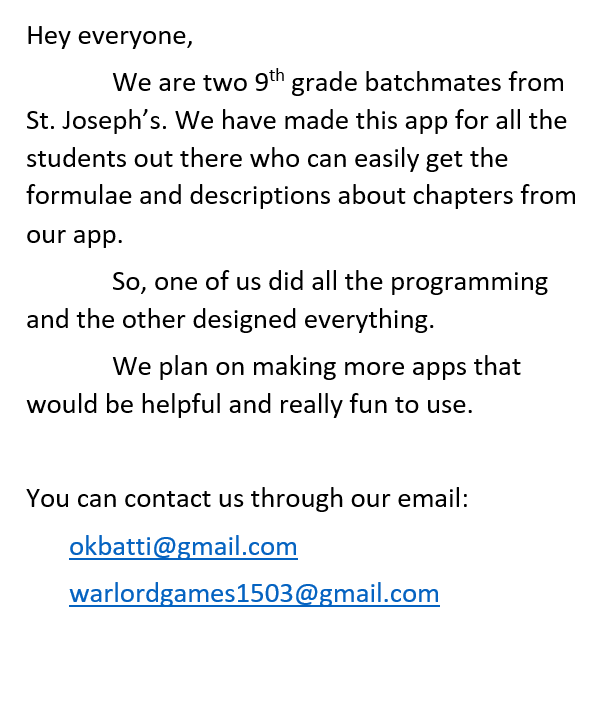 Hey everyone,
We are two 9th grade batchmates from
St. Joseph’s. We have made this app for all the
students out there who can easily get the
formulae and descriptions about chapters from
our app.
So, one of us did all the programming
and the other designed everything.
We plan on making more apps that
would be helpful and really fun to use.
You can contact us through our email:
okbatti@gmail.com
warlordgames1503@gmail.com